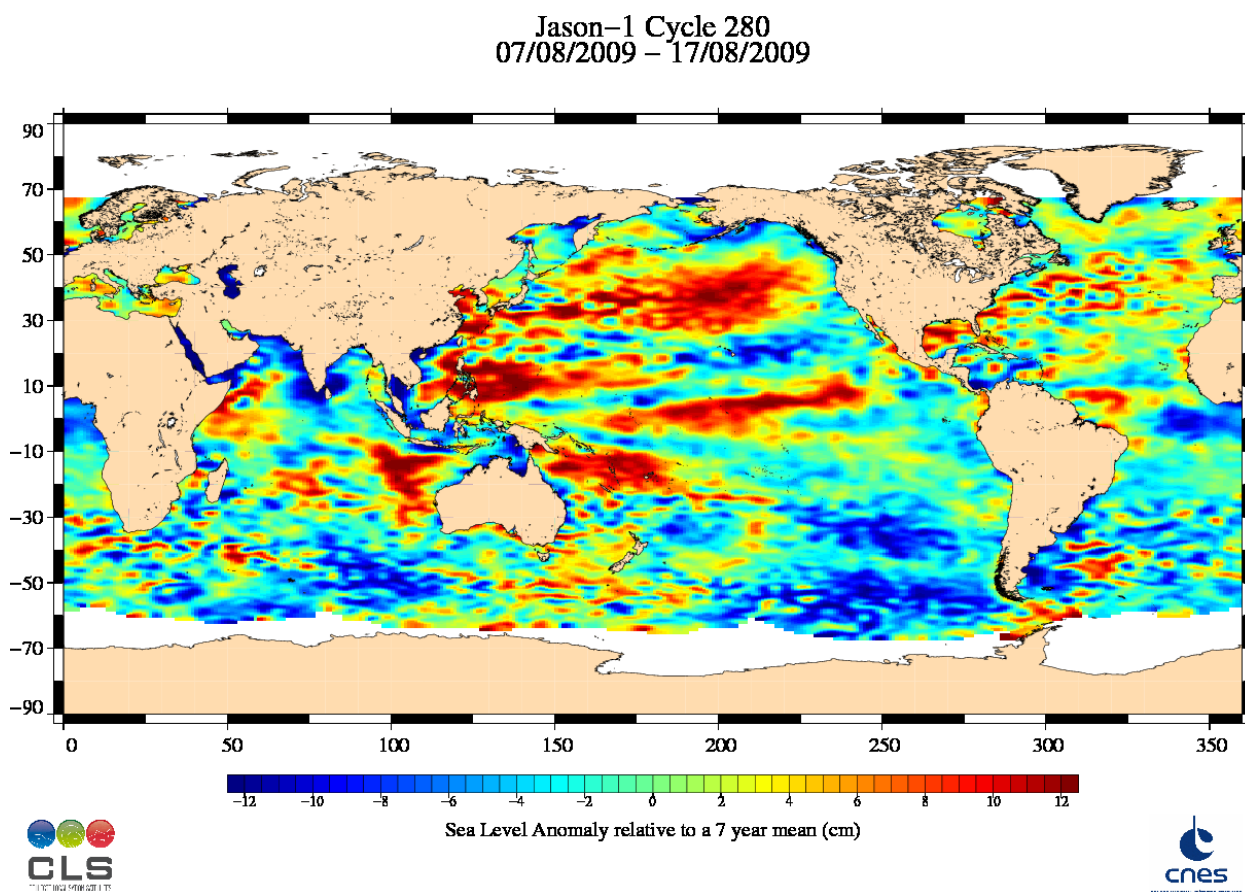 Jason−1 Cycle 280
07/08/2009 − 17/08/2009
90
70
50
30
10
−10
−30
−50
−70
−90
0 50 100 150 200 250 300 350
−12 −10 −8 −6 −4 −2 0 2 4 6 8 10 12
Sea Level Anomaly relative to a 7 year mean (cm)
CLS
cnes